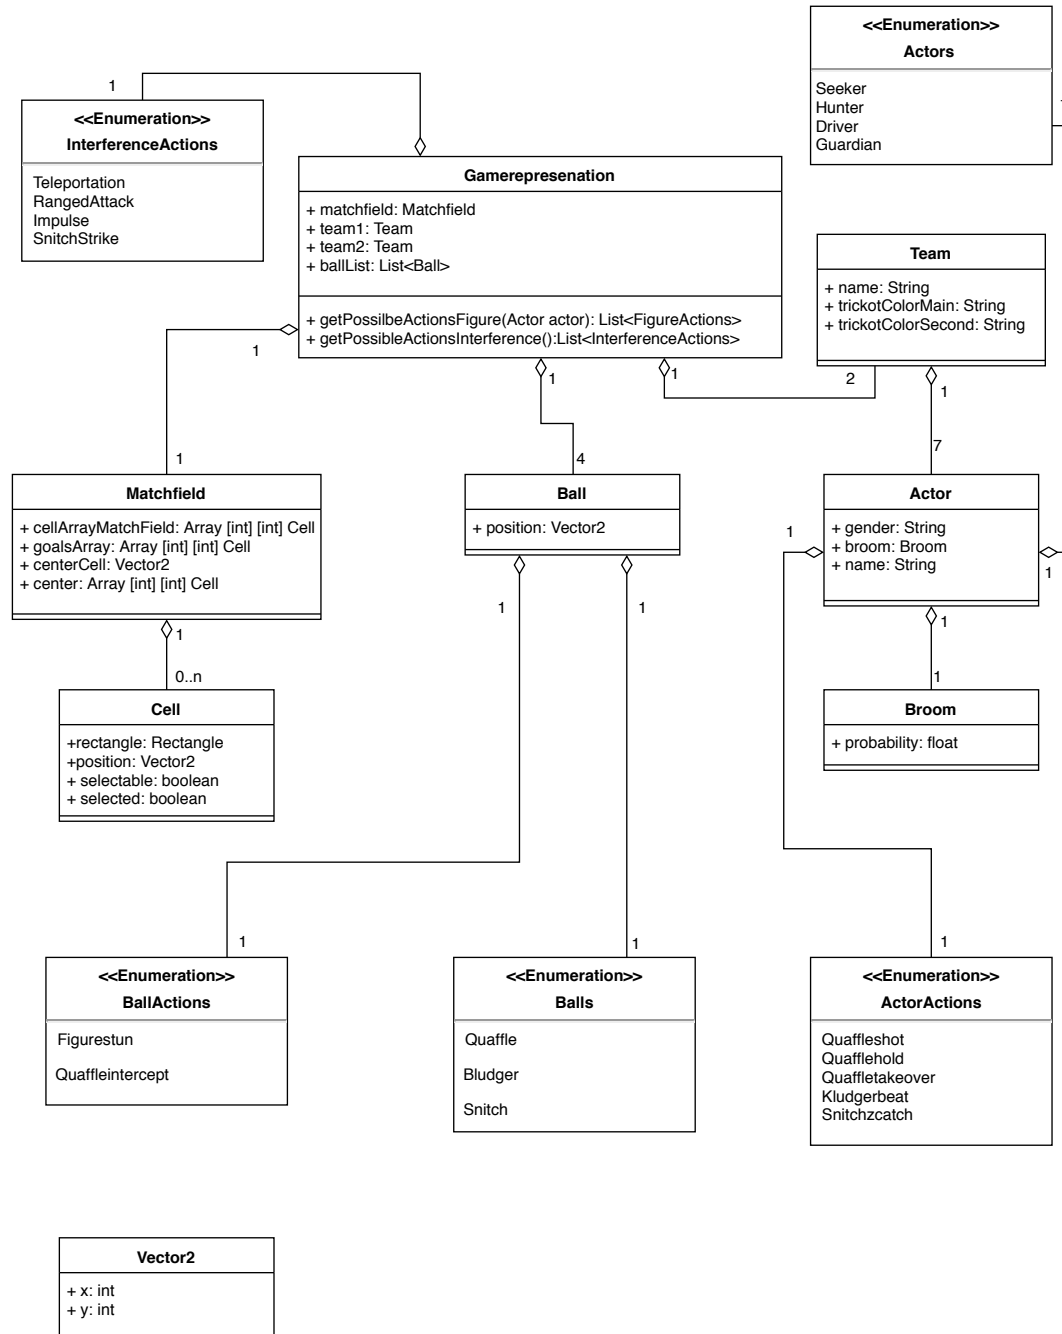 <<Enumeration>>
Actors
Seeker
Hunter
Driver
Guardian
1
<<Enumeration>>
InterferenceActions
Teleportation
RangedAttack
Impulse
SnitchStrike
Gamerepresenation
+ matchfield: Matchfield
+ team1: Team
+ team2: Team
+ ballList: List<Ball>
+ getPossilbeActionsFigure(Actor actor): List<FigureActions>
+ getPossibleActionsInterference():List<InterferenceActions>
Team
+ name: String
+ trickotColorMain: String
+ trickotColorSecond: String
1
1
1
2
1
1
4
7
Matchfield
+ cellArrayMatchField: Array [int] [int] Cell
+ goalsArray: Array [int] [int] Cell
+ centerCell: Vector2
+ center: Array [int] [int] Cell
Ball
+ position: Vector2
Actor
+ gender: String
+ broom: Broom
+ name: String
1
1
1
1
1
1
0..n
1
Cell
+rectangle: Rectangle
+position: Vector2
+ selectable: boolean
+ selected: boolean
Broom
+ probability: float
1
1
1
<<Enumeration>>
BallActions
Figurestun
Quaffleintercept
<<Enumeration>>
Balls
Quaffle
Bludger
Snitch
<<Enumeration>>
ActorActions
Quaffleshot
Quafflehold
Quaffletakeover
Kludgerbeat
Snitchzcatch
Vector2
+ x: int
+ y: int